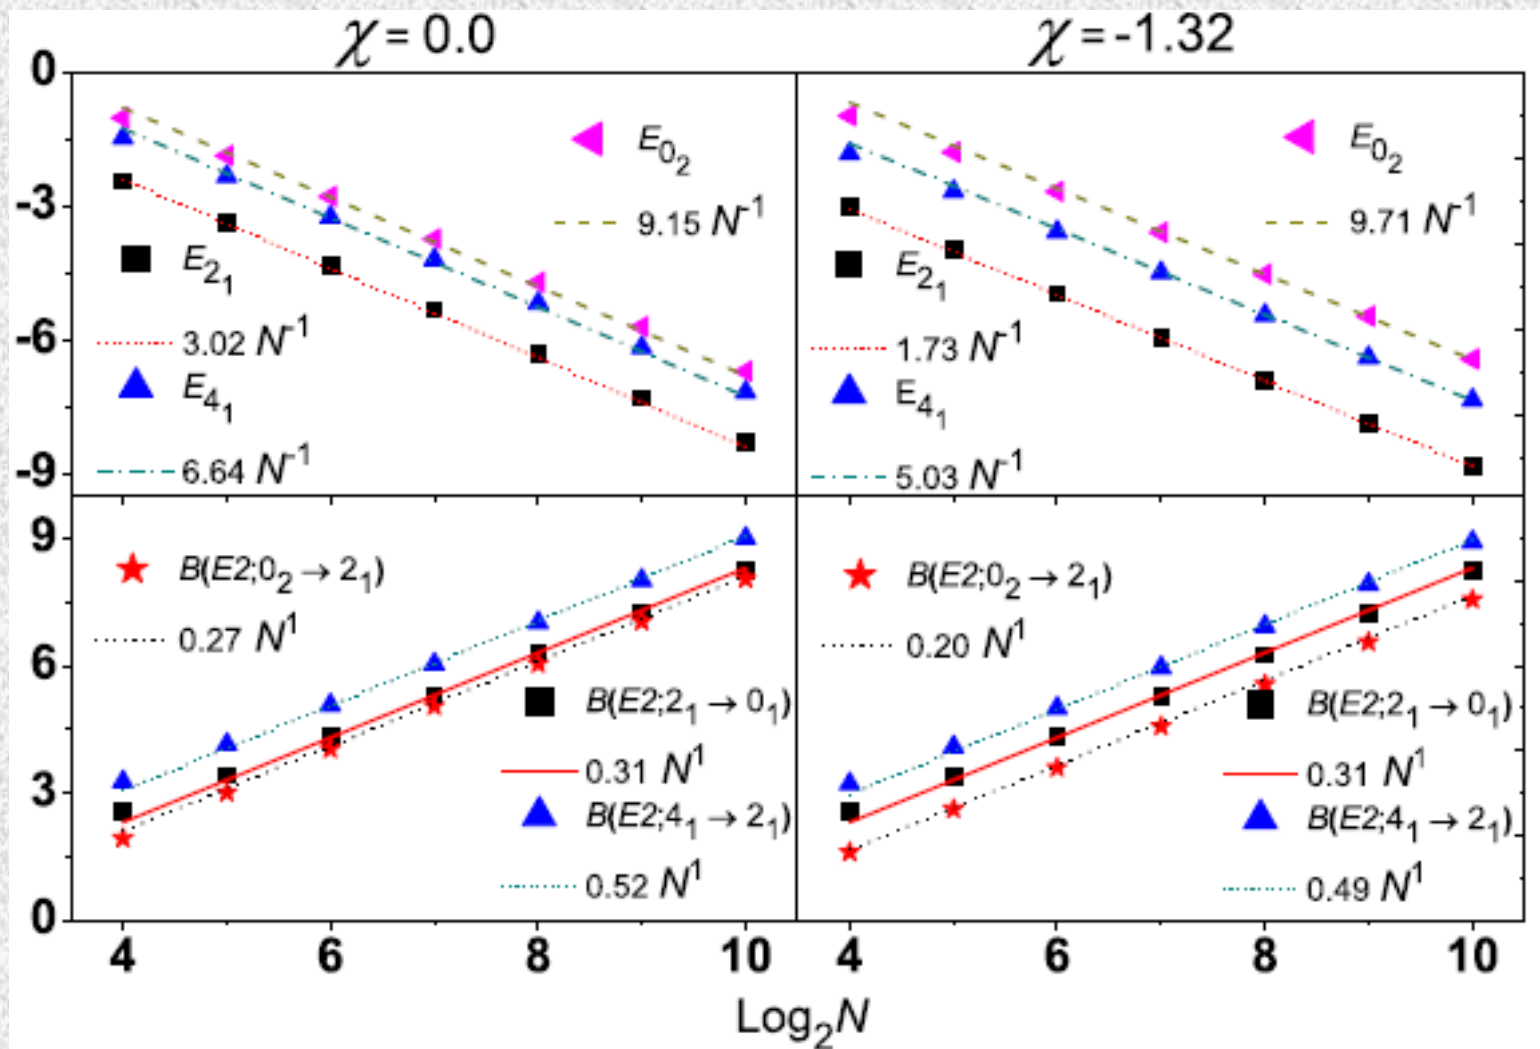 χ = 0.0
χ = -1.32
0
-3
-6
-9
E₀₂
9.15 N⁻¹
E₂₁
3.02 N⁻¹
E₄₁
6.64 N⁻¹
E₀₂
9.71 N⁻¹
E₂₁
1.73 N⁻¹
E₄₁
5.03 N⁻¹
9
6
3
0
B(E2;0₂→2₁)
0.27 N¹
B(E2;2₁→0₁)
0.31 N¹
B(E2;4₁→2₁)
0.52 N¹
B(E2;0₂→2₁)
0.20 N¹
B(E2;2₁→0₁)
0.31 N¹
B(E2;4₁→2₁)
0.49 N¹
4 6 8 10 4 6 8 10
Log₂N